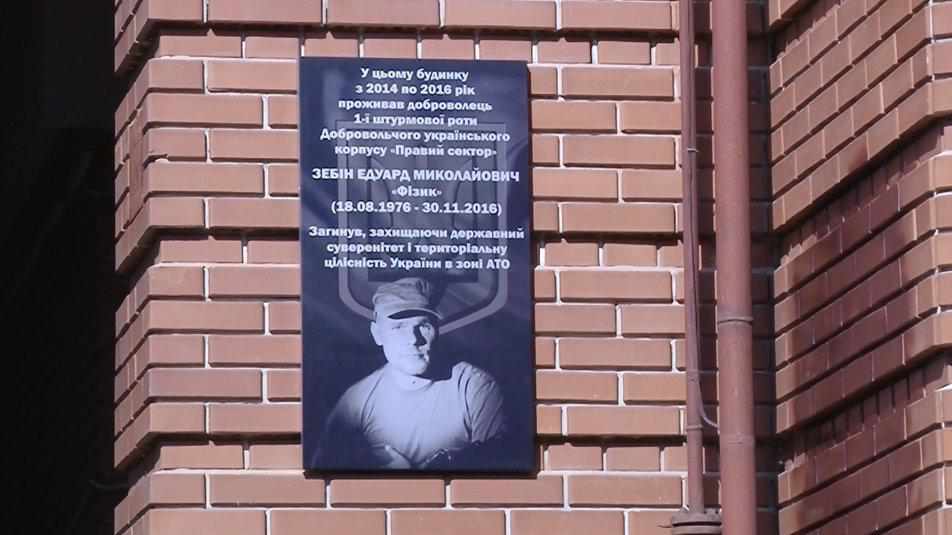 У цьому будинку
з 2014 по 2016 рік
проживав доброволець
1-ї штурмової роти
Добровольчого українського
корпусу «Правий сектор»
ЗЕБІН ЕДУАРД МИКОЛАЙОВИЧ
«Фізик»
(18.08.1976 - 30.11.2016)
Загинув, захищаючи державний
суверенітет і територіальну
цілісність України в зоні АТО